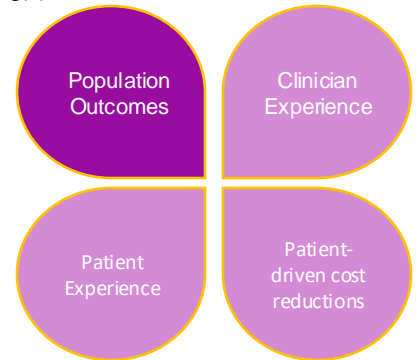 Population
Outcomes
Clinician
Experience
Patient
Experience
Patient-
driven cost
reductions